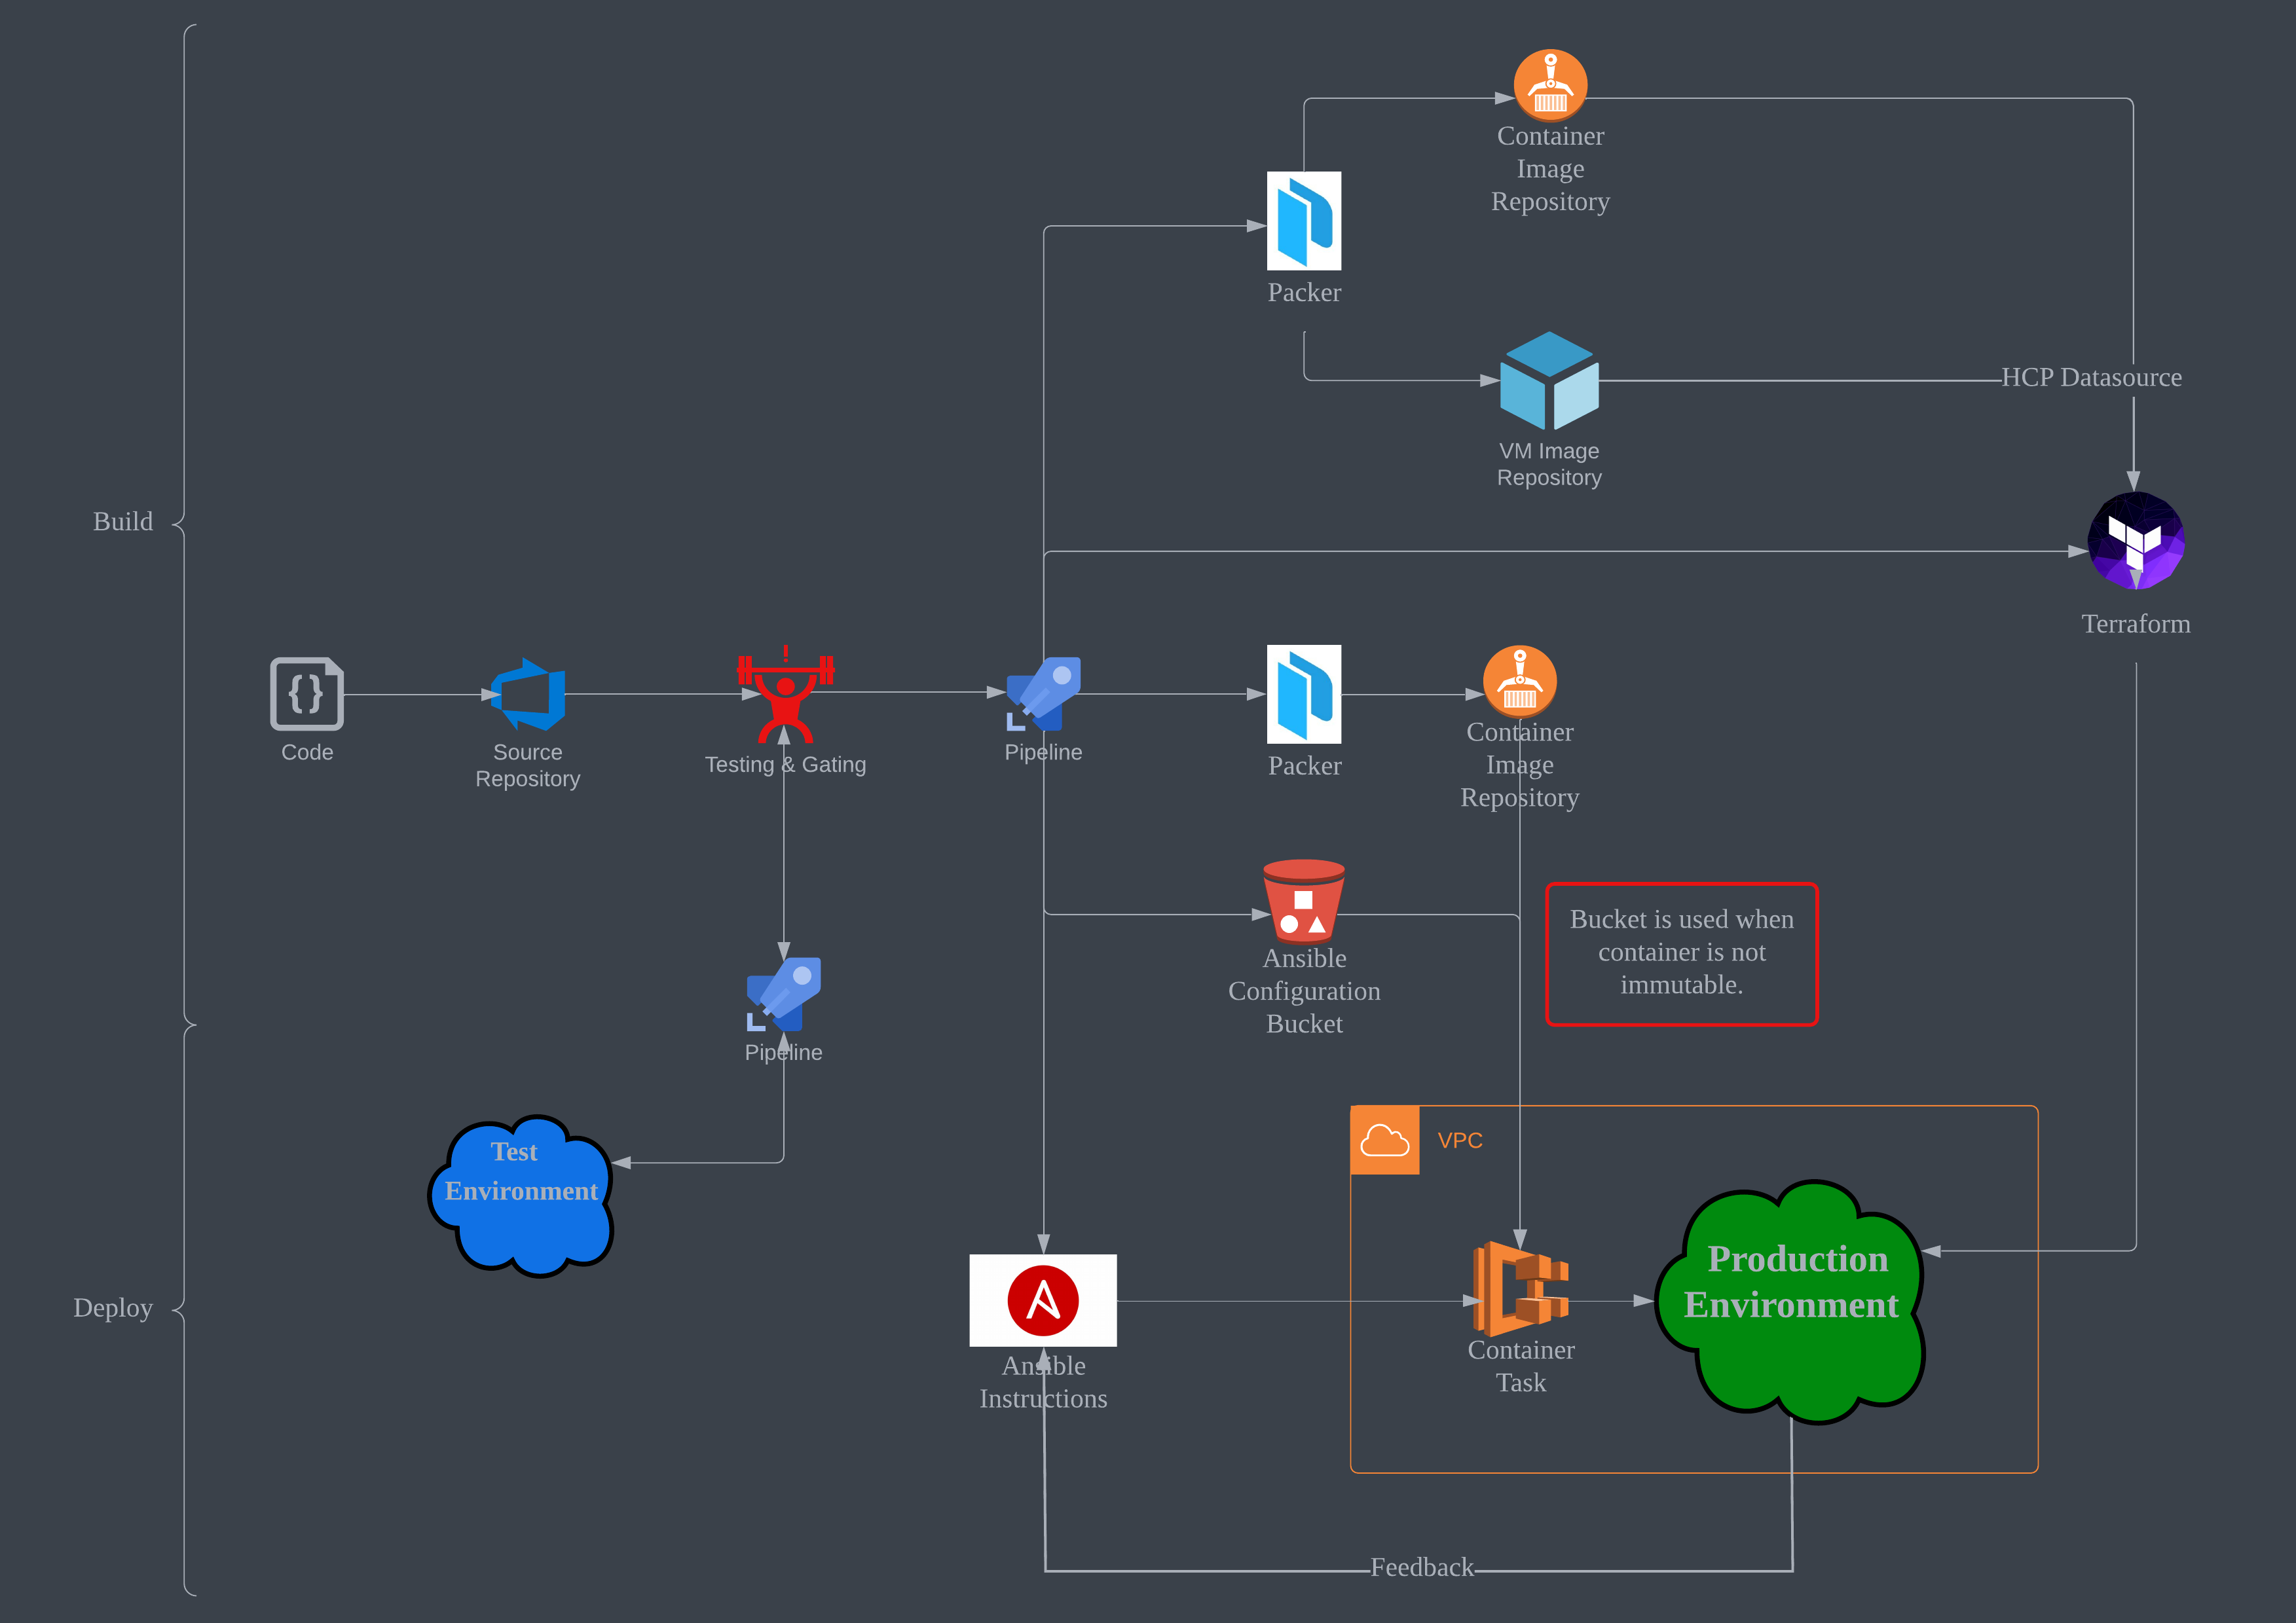 Container
Image
Repository
Packer
HCP Datasource
VM Image
Repository
Build
Terraform
{ }
Code
Source
Repository
Testing & Gating
Pipeline
Packer
Container
Image
Repository
Ansible
Configuration
Bucket
Bucket is used when
container is not
immutable.
Pipeline
Test
Environment
VPC
Deploy
Production
Environment
Container
Task
Ansible
Instructions
Feedback